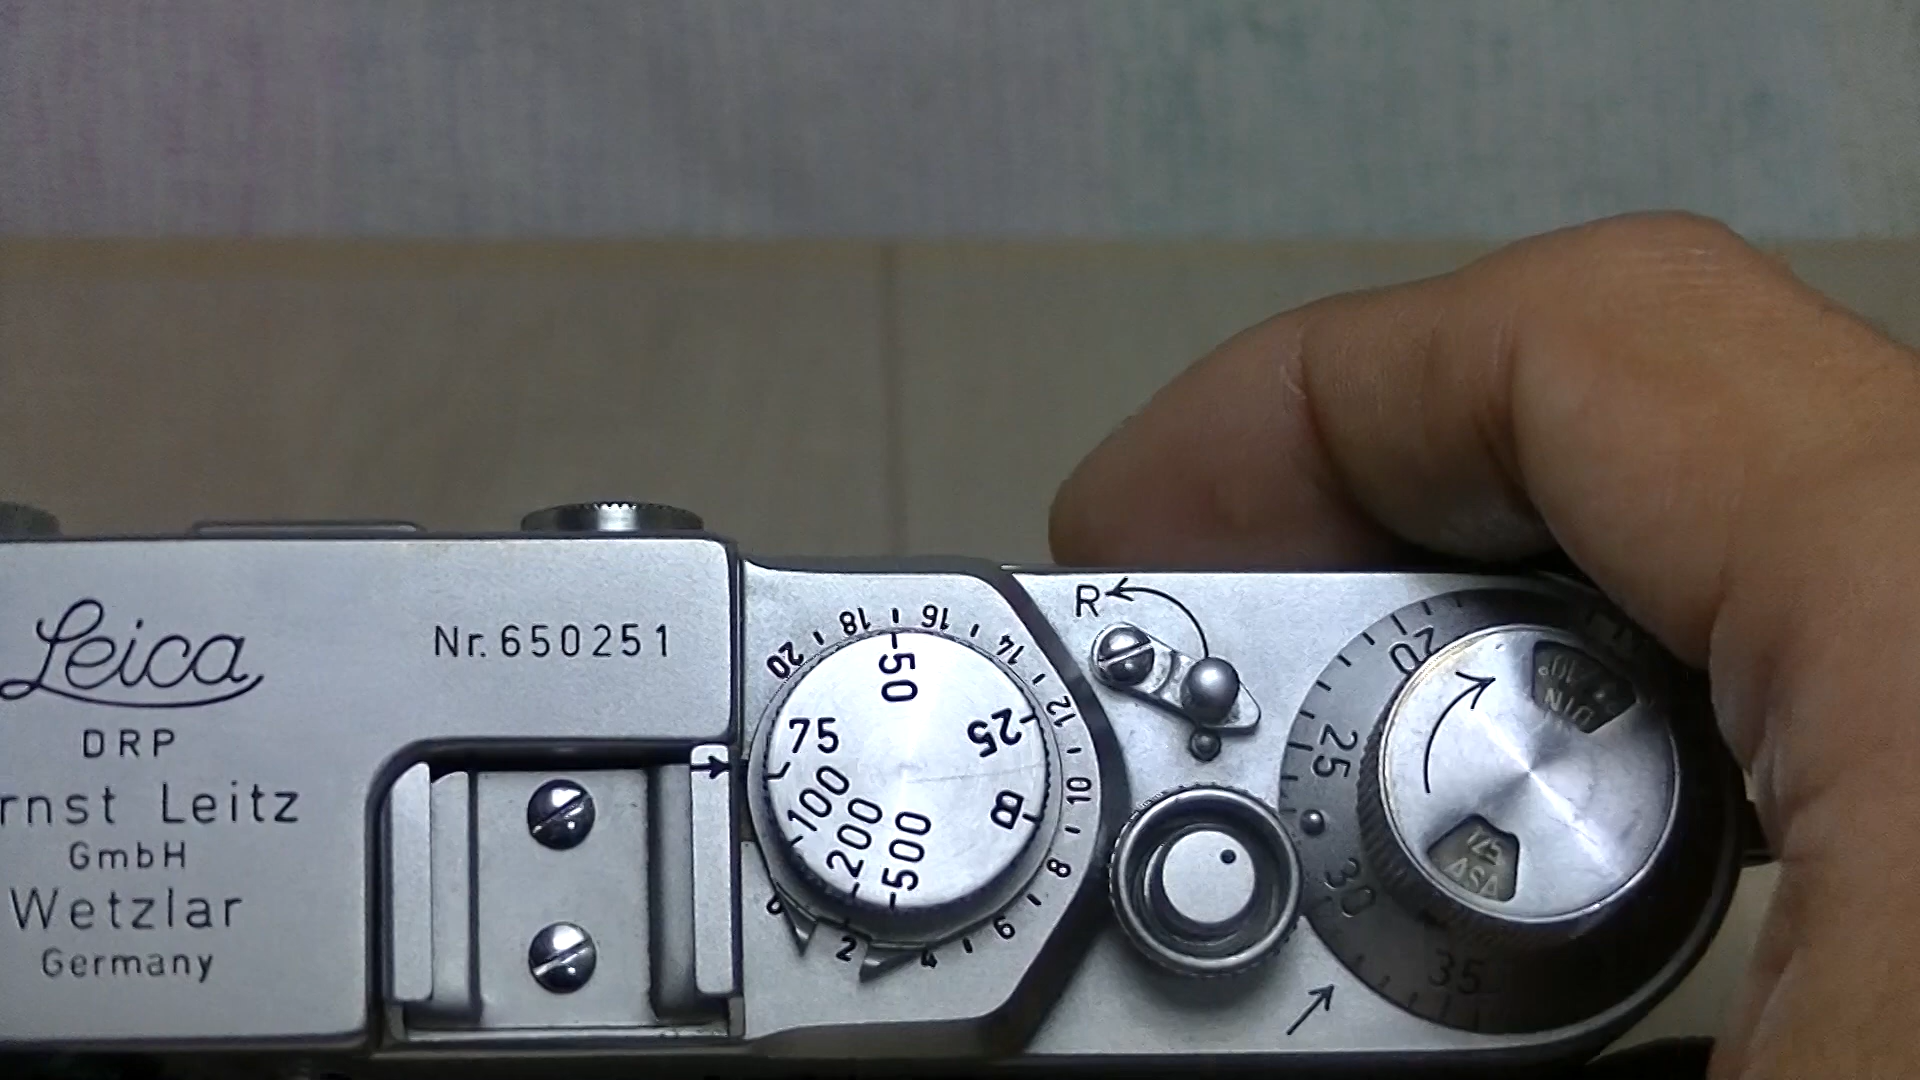 Leica
DRP
rnst Leitz
GmbH
Wetzlar
Germany
Nr. 650251
20 18 16 14 12 10 8 6 4 2 0
50
25
B
75
100
200
500
R
20
25
30
35
DIN
ASA